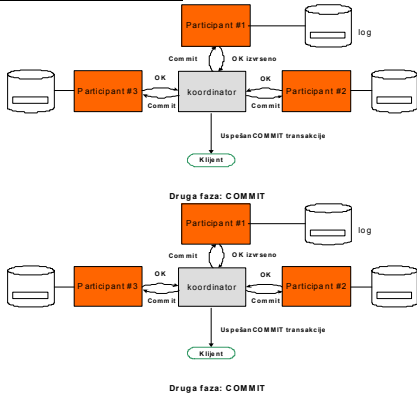 Participant #1
log
Commit
OK izvrseno
OK
OK
Participant #3
koordinator
Participant #2
Commit
Commit
Uspešan COMMIT transakcije
Klijent
Druga faza: COMMIT
Participant #1
log
Commit
OK izvrseno
OK
OK
Participant #3
koordinator
Participant #2
Commit
Commit
Uspešan COMMIT transakcije
Klijent
Druga faza: COMMIT